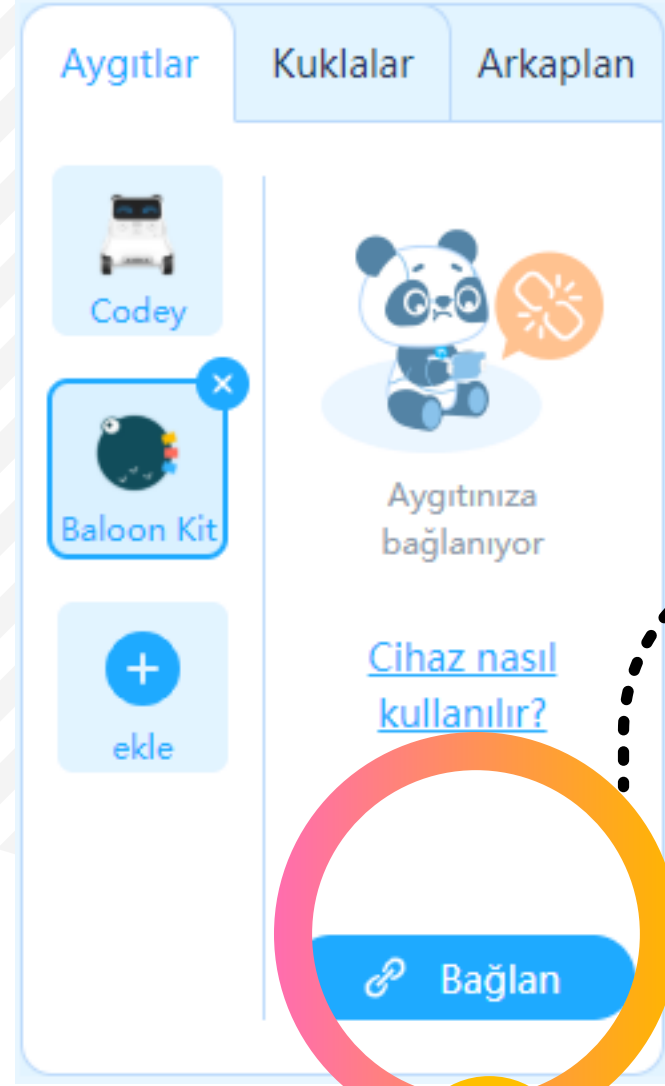 Aygıtlar
Kuklalar
Arkaplan
Codey
Baloon Kit
ekle
Aygıtınıza
bağlanıyor
Cihaz nasıl
kullanılır?
Bağlan